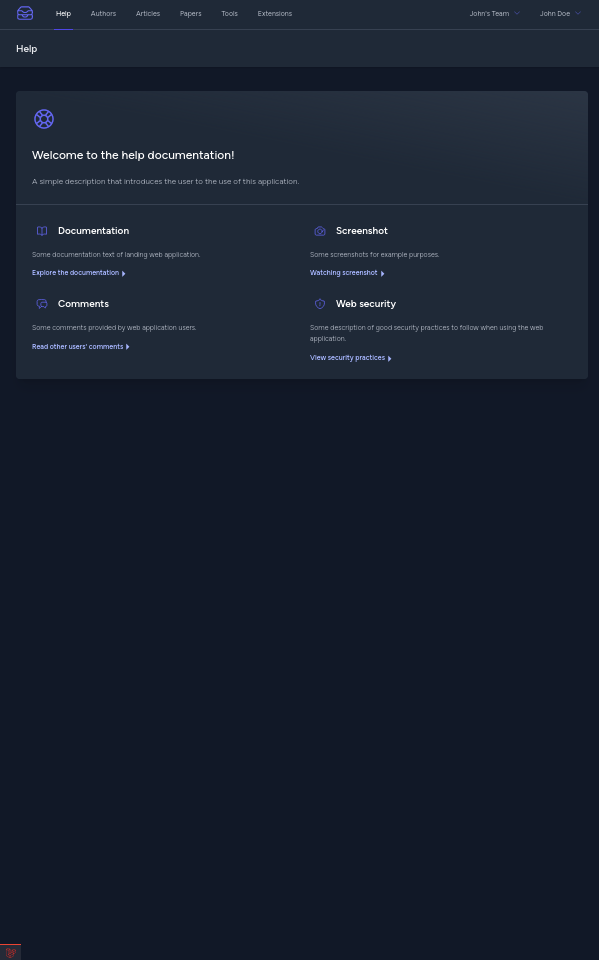 Help Authors Articles Papers Tools Extensions John's Team John Doe
Help
Welcome to the help documentation!
A simple description that introduces the user to the use of this application.
Documentation
Some documentation text of landing web application.
Explore the documentation
Screenshot
Some screenshots for example purposes.
Watching screenshot
Comments
Some comments provided by web application users.
Read other users' comments
Web security
Some description of good security practices to follow when using the web
application.
View security practices